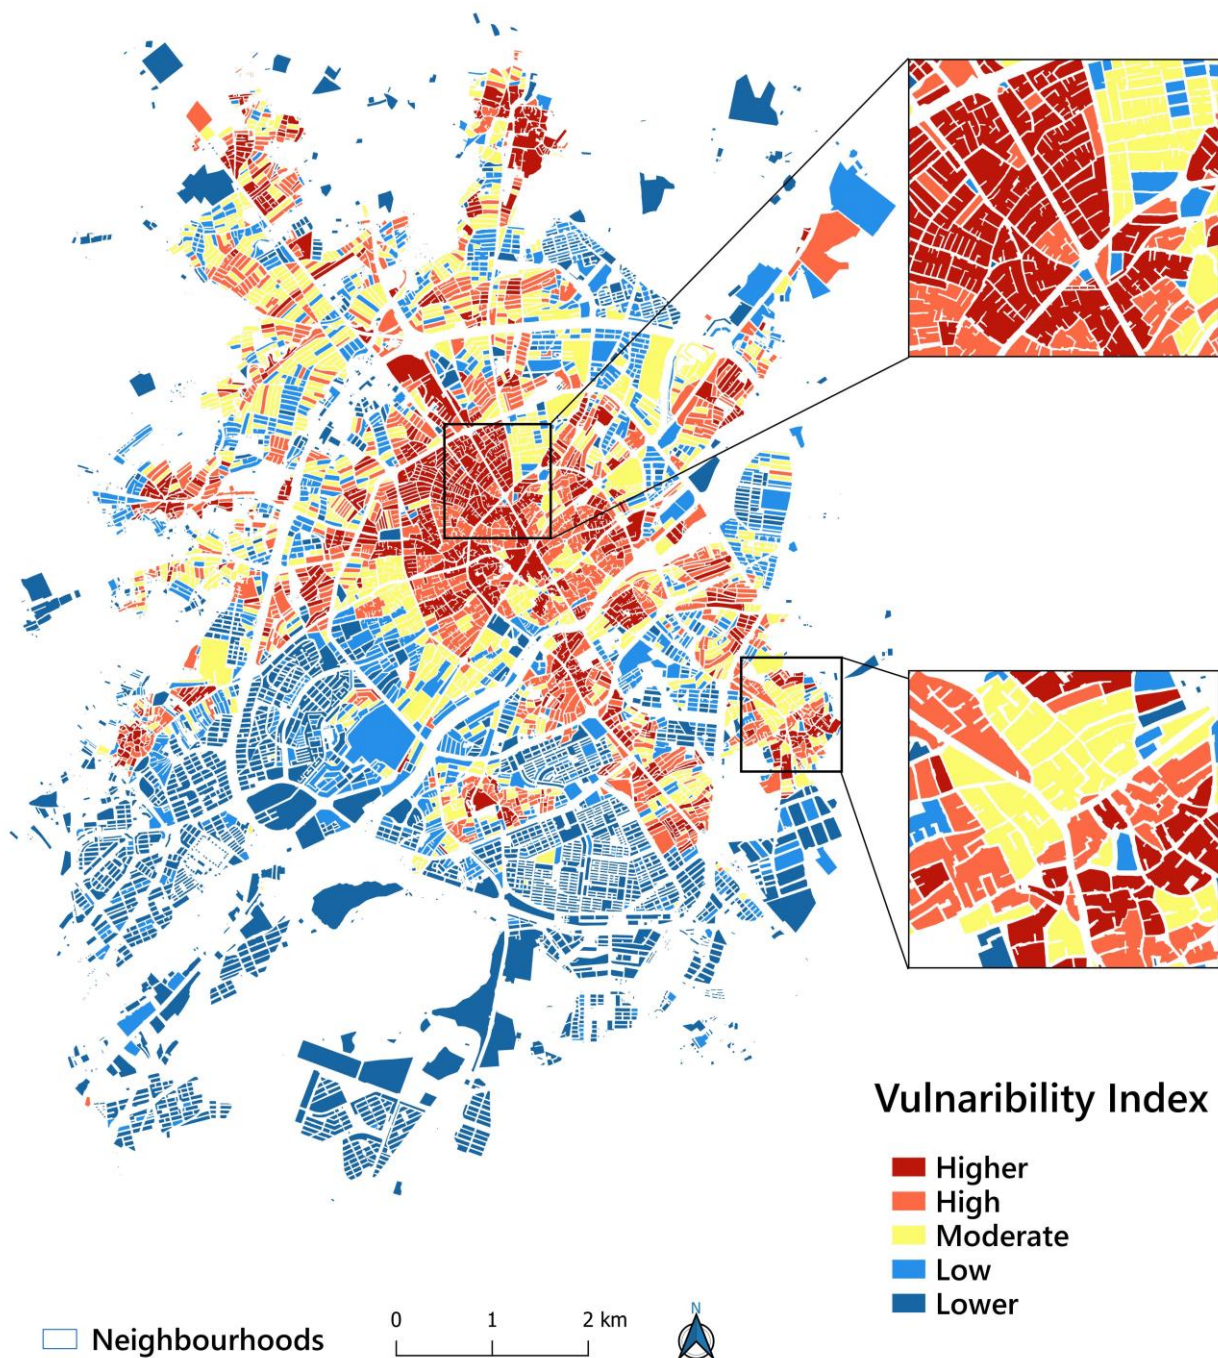 Vulnaribility Index
Higher
High
Moderate
Low
Lower
Neighbourhoods
0 1 2 km
N